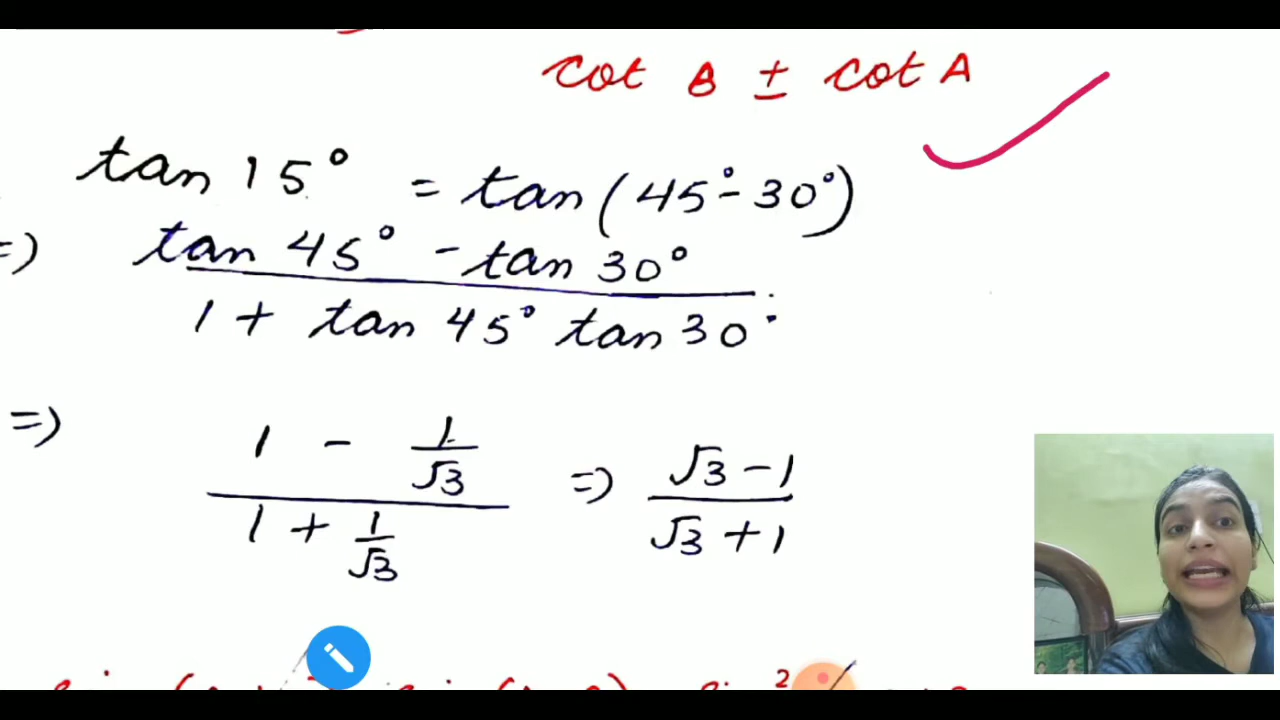 cot B ± cot A
tan 15° = tan (45° - 30°)
=) tan 45° - tan 30°
1 + tan 45° tan 30°
=) 1 - 1/√3 =) √3 - 1
1 + 1/√3 √3 + 1
2